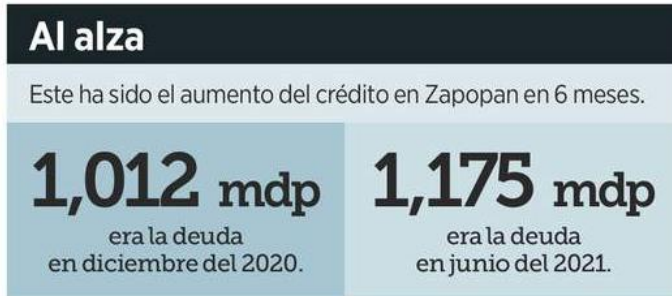 Al alza
Este ha sido el aumento del crédito en Zapopan en 6 meses.
1,012 mdp
era la deuda
en diciembre del 2020.
1,175 mdp
era la deuda
en junio del 2021.